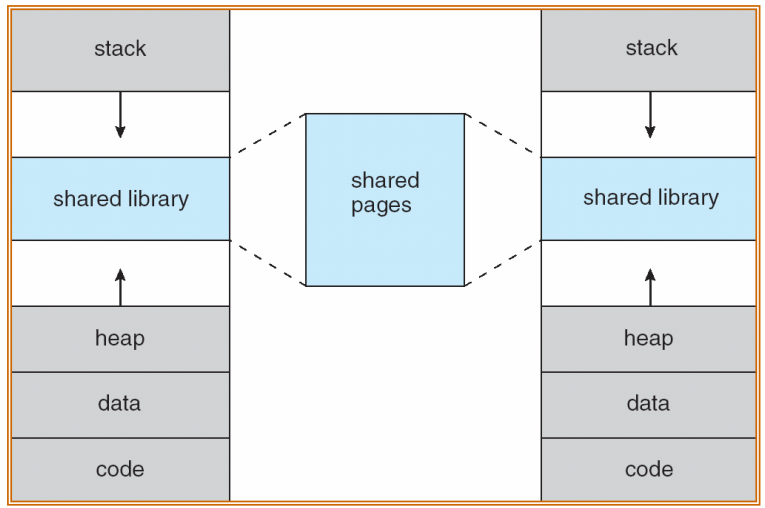 stack
shared library
heap
data
code
shared
pages
stack
shared library
heap
data
code